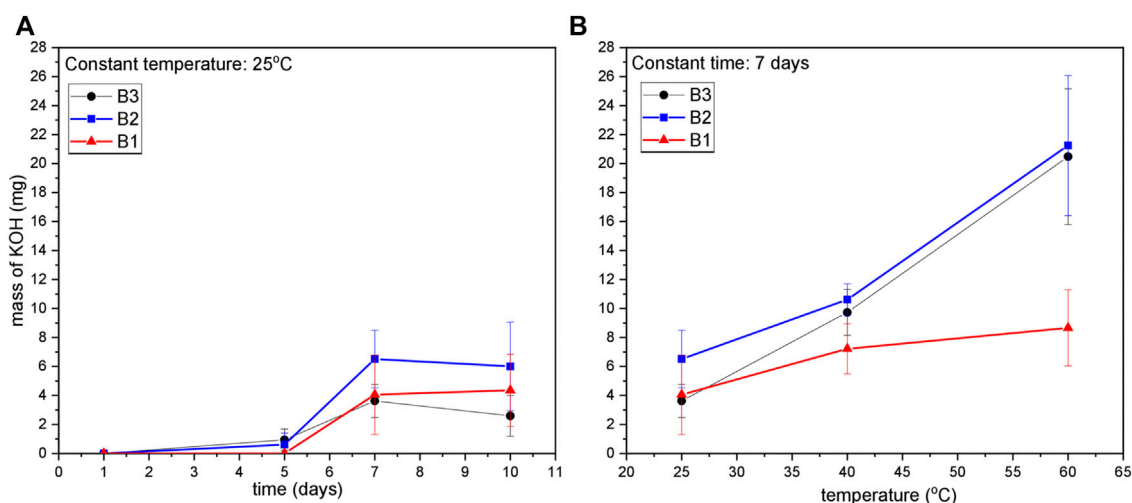 A
mass of KOH (mg)
28
26
24
22
20
18
16
14
12
10
8
6
4
2
0
Constant temperature: 25°C
B3
B2
B1
0 1 2 3 4 5 6 7 8 9 10 11
time (days)
B
28
26
24
22
20
18
16
14
12
10
8
6
4
2
0
Constant time: 7 days
B3
B2
B1
20 25 30 35 40 45 50 55 60 65
temperature (°C)